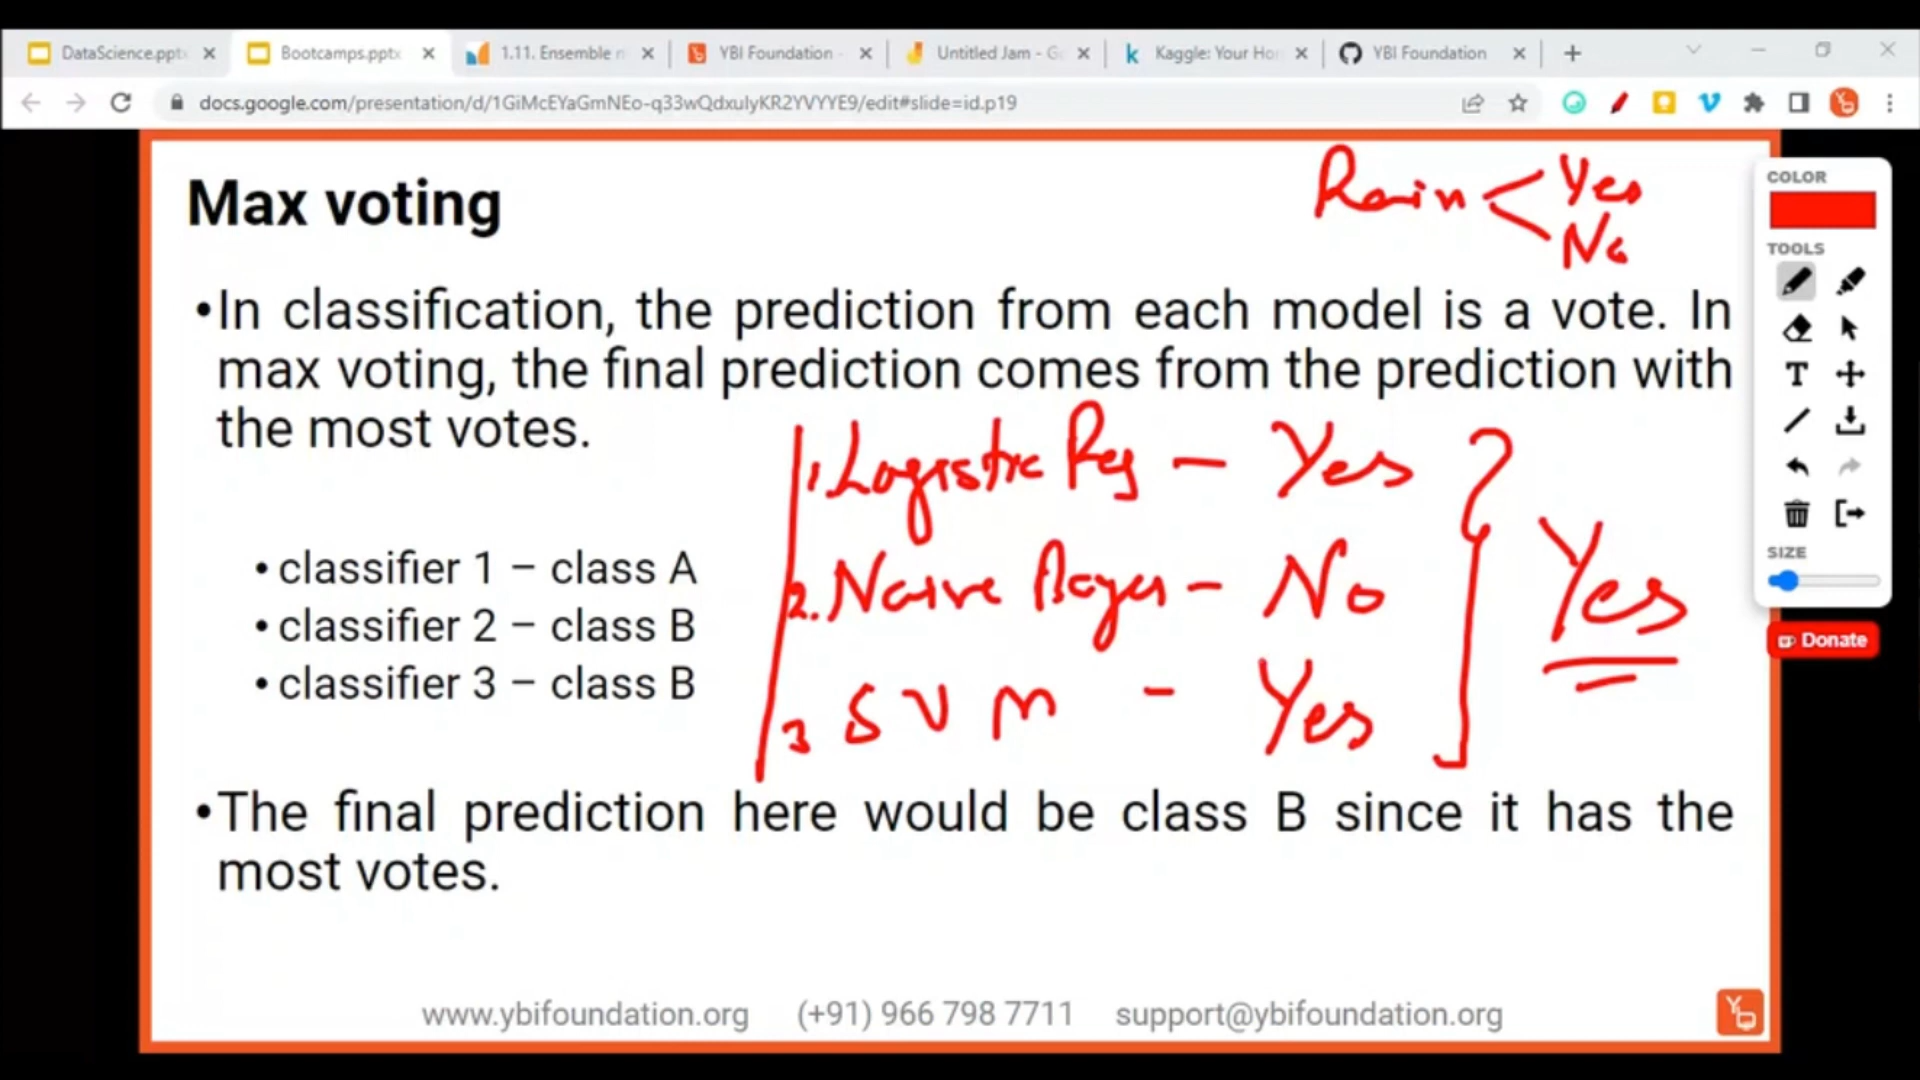 DataScience.pptx
Bootcamps.pptx
1.11. Ensemble
YBI Foundation
Untitled Jam - G
Kaggle: Your Ho
YBI Foundation
docs.google.com/presentation/d/1GiMcEYaGmNEo-q33wQdxulyKR2YVYYE9/edit#slide=id.p19
Max voting
Rain < Yes
No
•In classification, the prediction from each model is a vote. In
max voting, the final prediction comes from the prediction with
the most votes.
1. Logistic Reg - Yes
2. Naive Bayes - No
3 SVM - Yes
Yes
• classifier 1 – class A
• classifier 2 – class B
• classifier 3 – class B
•The final prediction here would be class B since it has the
most votes.
www.ybifoundation.org (+91) 966 798 7711 support@ybifoundation.org
COLOR
TOOLS
T
SIZE
Donate